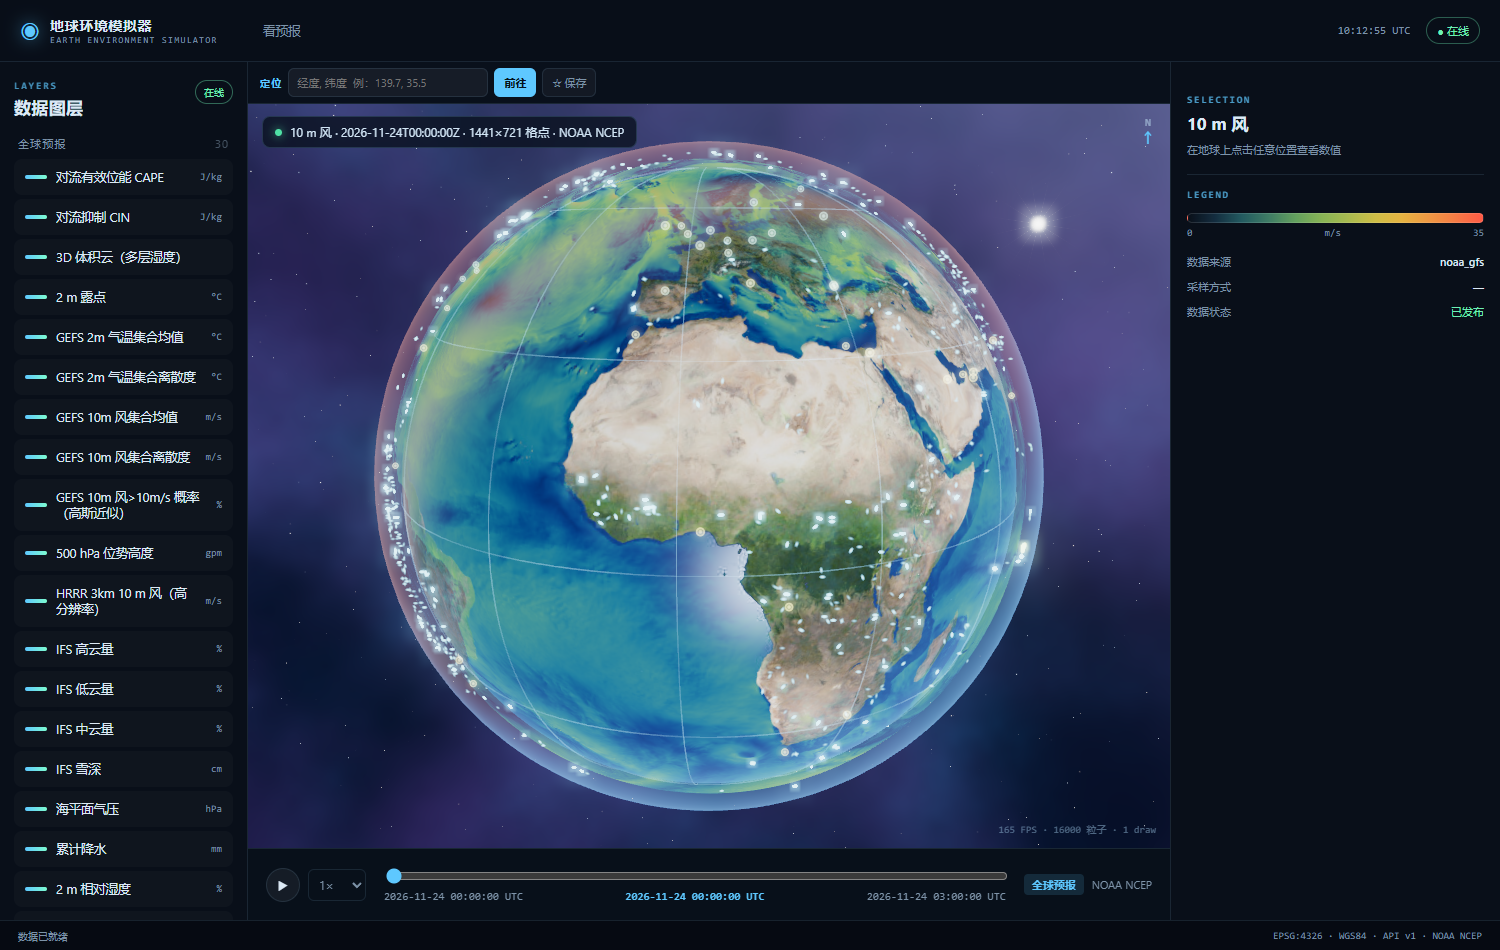 地球环境模拟器
EARTH ENVIRONMENT SIMULATOR
看预报
10:12:55 UTC
● 在线
LAYERS
数据图层
在线
全球预报 30
对流有效位能 CAPE J/kg
对流抑制 CIN J/kg
3D 体积云（多层湿度）
2 m 露点 °C
GEFS 2m 气温集合均值 °C
GEFS 2m 气温集合离散度 °C
GEFS 10m 风集合均值 m/s
GEFS 10m 风集合离散度 m/s
GEFS 10m 风>10m/s 概率
（高斯近似） %
500 hPa 位势高度 gpm
HRRR 3km 10 m 风（高
分辨率） m/s
IFS 高云量 %
IFS 低云量 %
IFS 中云量 %
IFS 雪深 cm
海平面气压 hPa
累计降水 mm
2 m 相对湿度 %
定位 经度, 纬度 例：139.7, 35.5 前往 ☆ 保存
10 m 风 · 2026-11-24T00:00:00Z · 1441×721 格点 · NOAA NCEP
N
165 FPS · 16000 粒子 · 1 draw
1×
2026-11-24 00:00:00 UTC 2026-11-24 00:00:00 UTC 2026-11-24 03:00:00 UTC
全球预报 NOAA NCEP
SELECTION
10 m 风
在地球上点击任意位置查看数值
LEGEND
0 m/s 35
数据来源 noaa_gfs
采样方式 —
数据状态 已发布
数据已就绪
EPSG:4326 · WGS84 · API v1 · NOAA NCEP